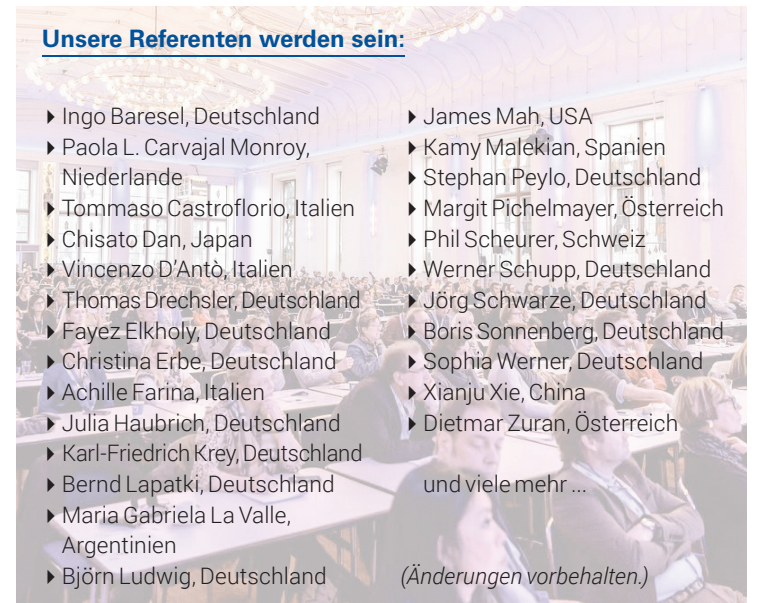 Unsere Referenten werden sein:
Ingo Baresel, Deutschland
Paola L. Carvajal Monroy,
Niederlande
Tommaso Castroflorio, Italien
Chisato Dan, Japan
Vincenzo D'Antò, Italien
Thomas Drechsler, Deutschland
Fayez Elkholy, Deutschland
Christina Erbe, Deutschland
Achille Farina, Italien
Julia Haubrich, Deutschland
Karl-Friedrich Krey, Deutschland
Bernd Lapatki, Deutschland
Maria Gabriela La Valle,
Argentinien
Björn Ludwig, Deutschland
James Mah, USA
Kamy Malekian, Spanien
Stephan Peylo, Deutschland
Margit Pichelmayer, Österreich
Phil Scheurer, Schweiz
Werner Schupp, Deutschland
Jörg Schwarze, Deutschland
Boris Sonnenberg, Deutschland
Sophia Werner, Deutschland
Xianju Xie, China
Dietmar Zuran, Österreich
und viele mehr ...
(Änderungen vorbehalten.)